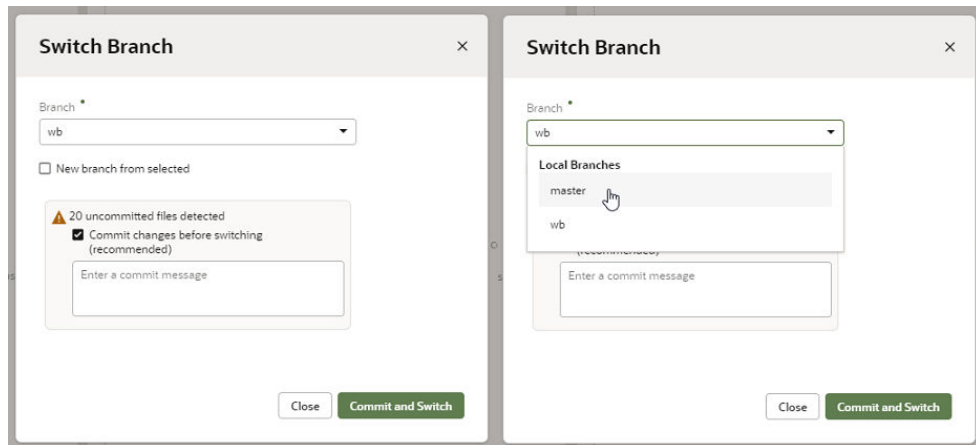 Switch Branch
Branch
wb
New branch from selected
20 uncommitted files detected
Commit changes before switching
(recommended)
Enter a commit message
Close
Commit and Switch
Switch Branch
Branch
wb
Local Branches
master
wb
(recommended)
Enter a commit message
Close
Commit and Switch